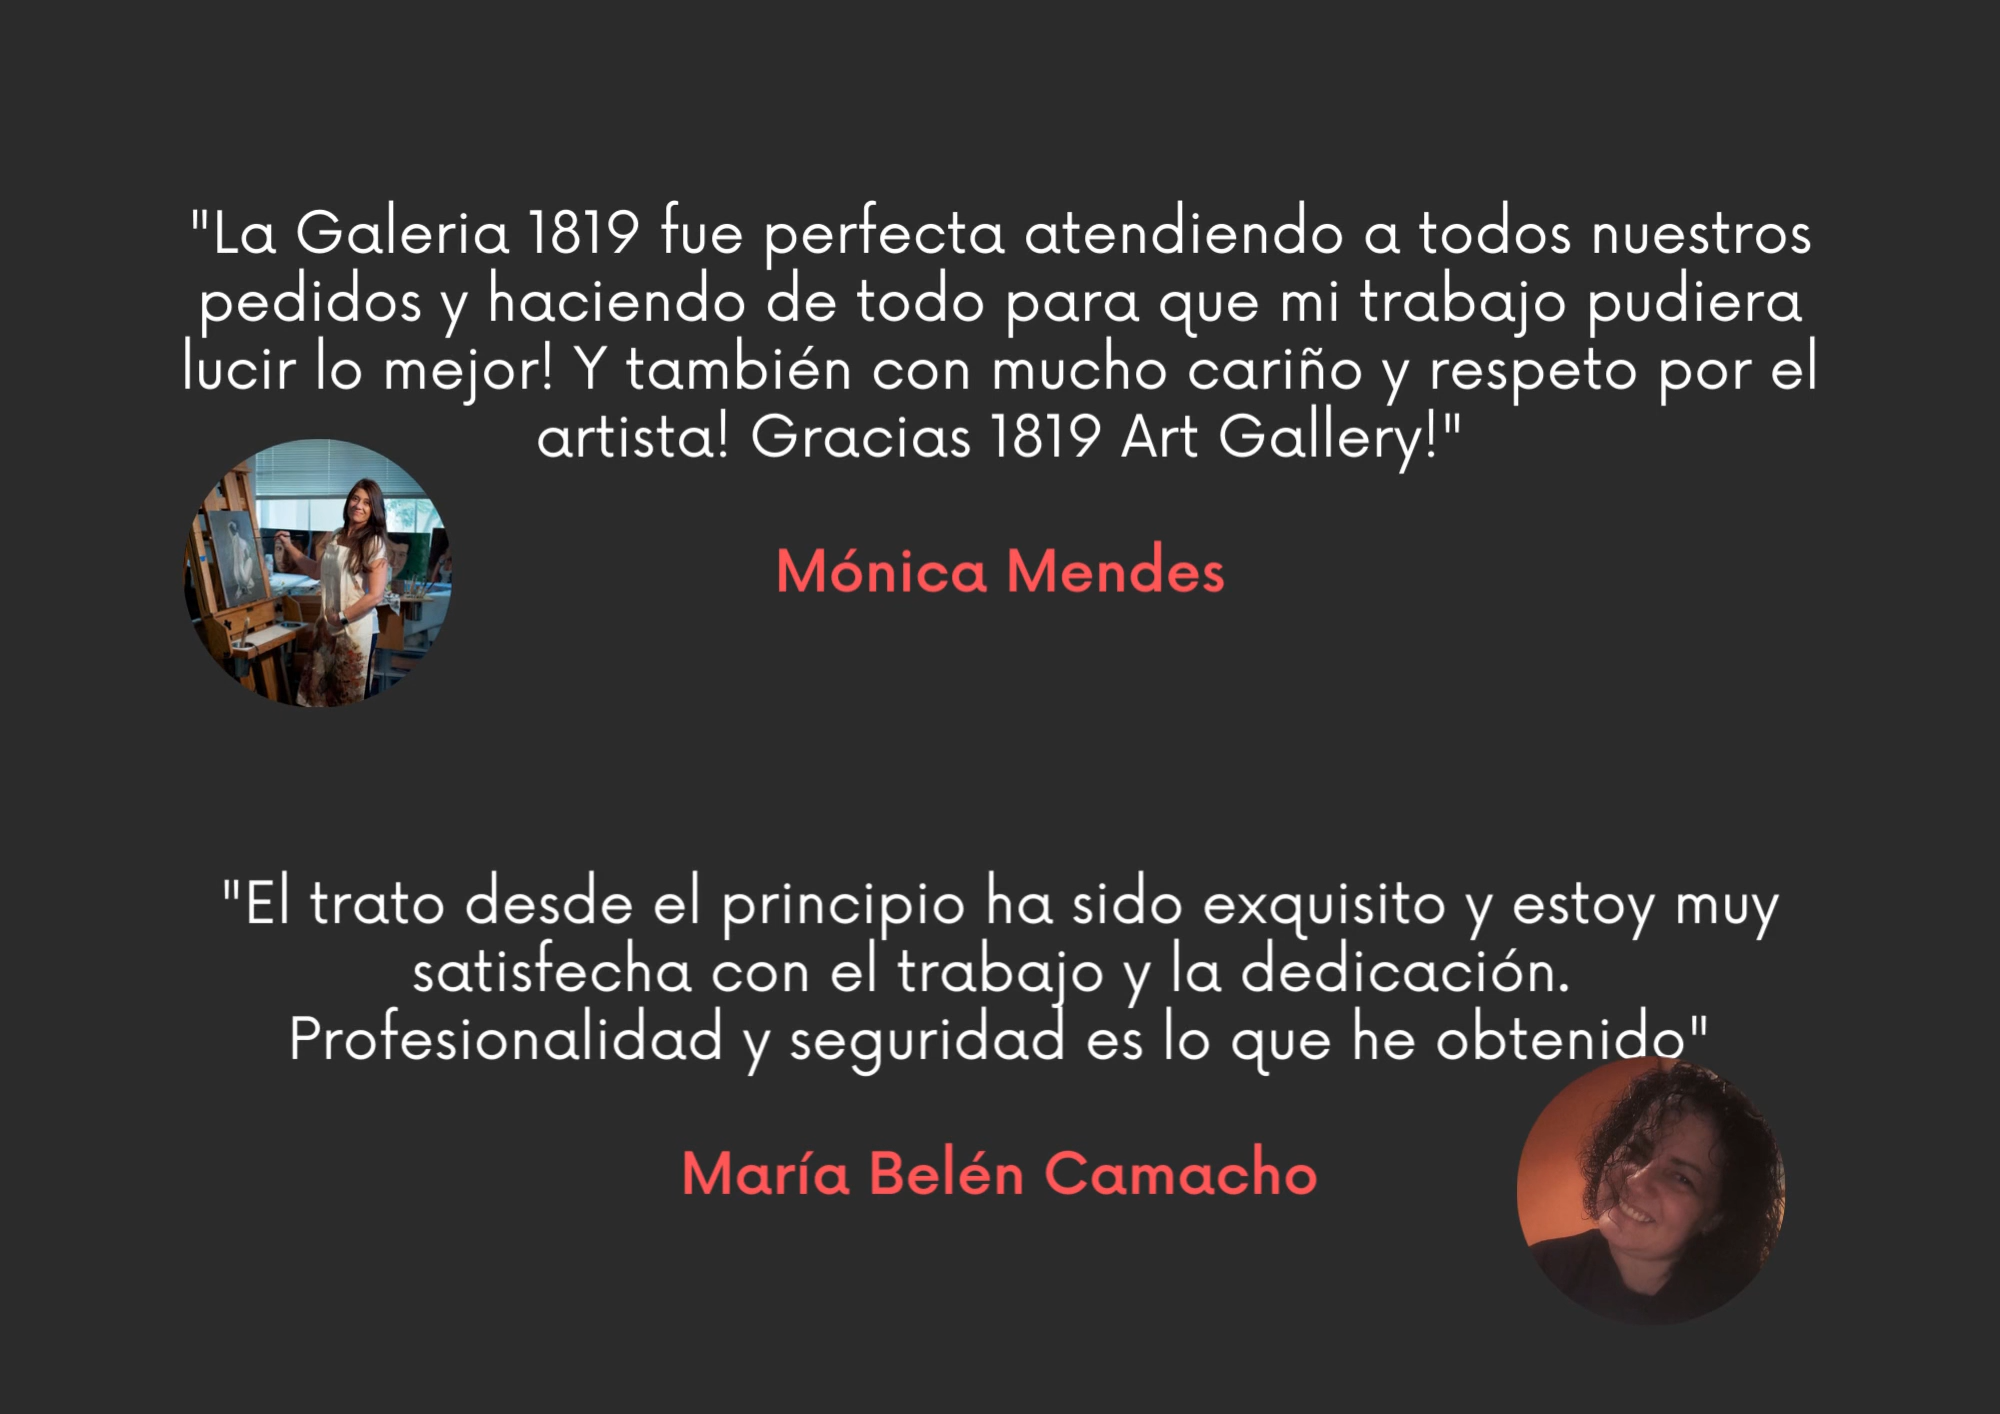 "La Galeria 1819 fue perfecta atendiendo a todos nuestros
pedidos y haciendo de todo para que mi trabajo pudiera
lucir lo mejor! Y también con mucho cariño y respeto por el
artista! Gracias 1819 Art Gallery!"
Mónica Mendes
"El trato desde el principio ha sido exquisito y estoy muy
satisfecha con el trabajo y la dedicación.
Profesionalidad y seguridad es lo que he obtenido"
María Belén Camacho